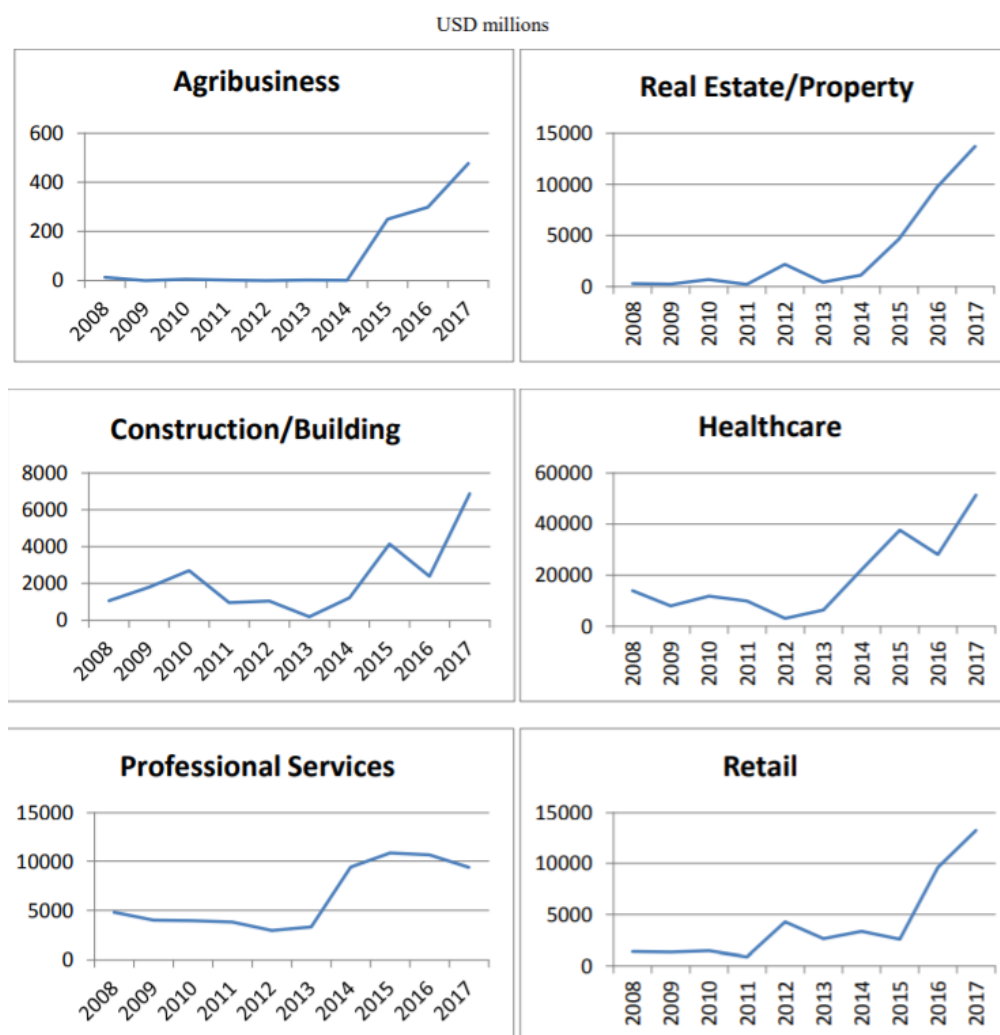 USD millions
Agribusiness
600
400
200
0
2008 2009 2010 2011 2012 2013 2014 2015 2016 2017
Real Estate/Property
15000
10000
5000
0
2008 2009 2010 2011 2012 2013 2014 2015 2016 2017
Construction/Building
8000
6000
4000
2000
0
2008 2009 2010 2011 2012 2013 2014 2015 2016 2017
Healthcare
60000
40000
20000
0
2008 2009 2010 2011 2012 2013 2014 2015 2016 2017
Professional Services
15000
10000
5000
0
2008 2009 2010 2011 2012 2013 2014 2015 2016 2017
Retail
15000
10000
5000
0
2008 2009 2010 2011 2012 2013 2014 2015 2016 2017